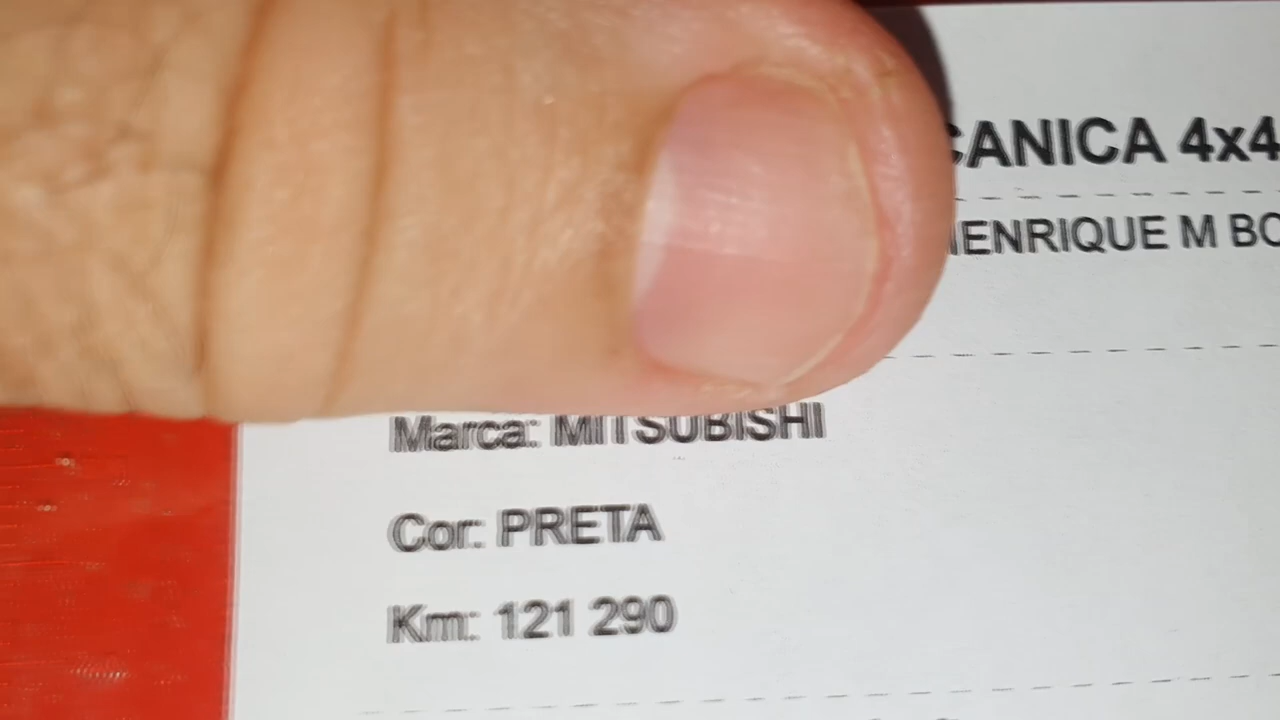 CANICA 4x4
HENRIQUE M BO
Marca: MITSUBISHI
Cor: PRETA
Km: 121 290